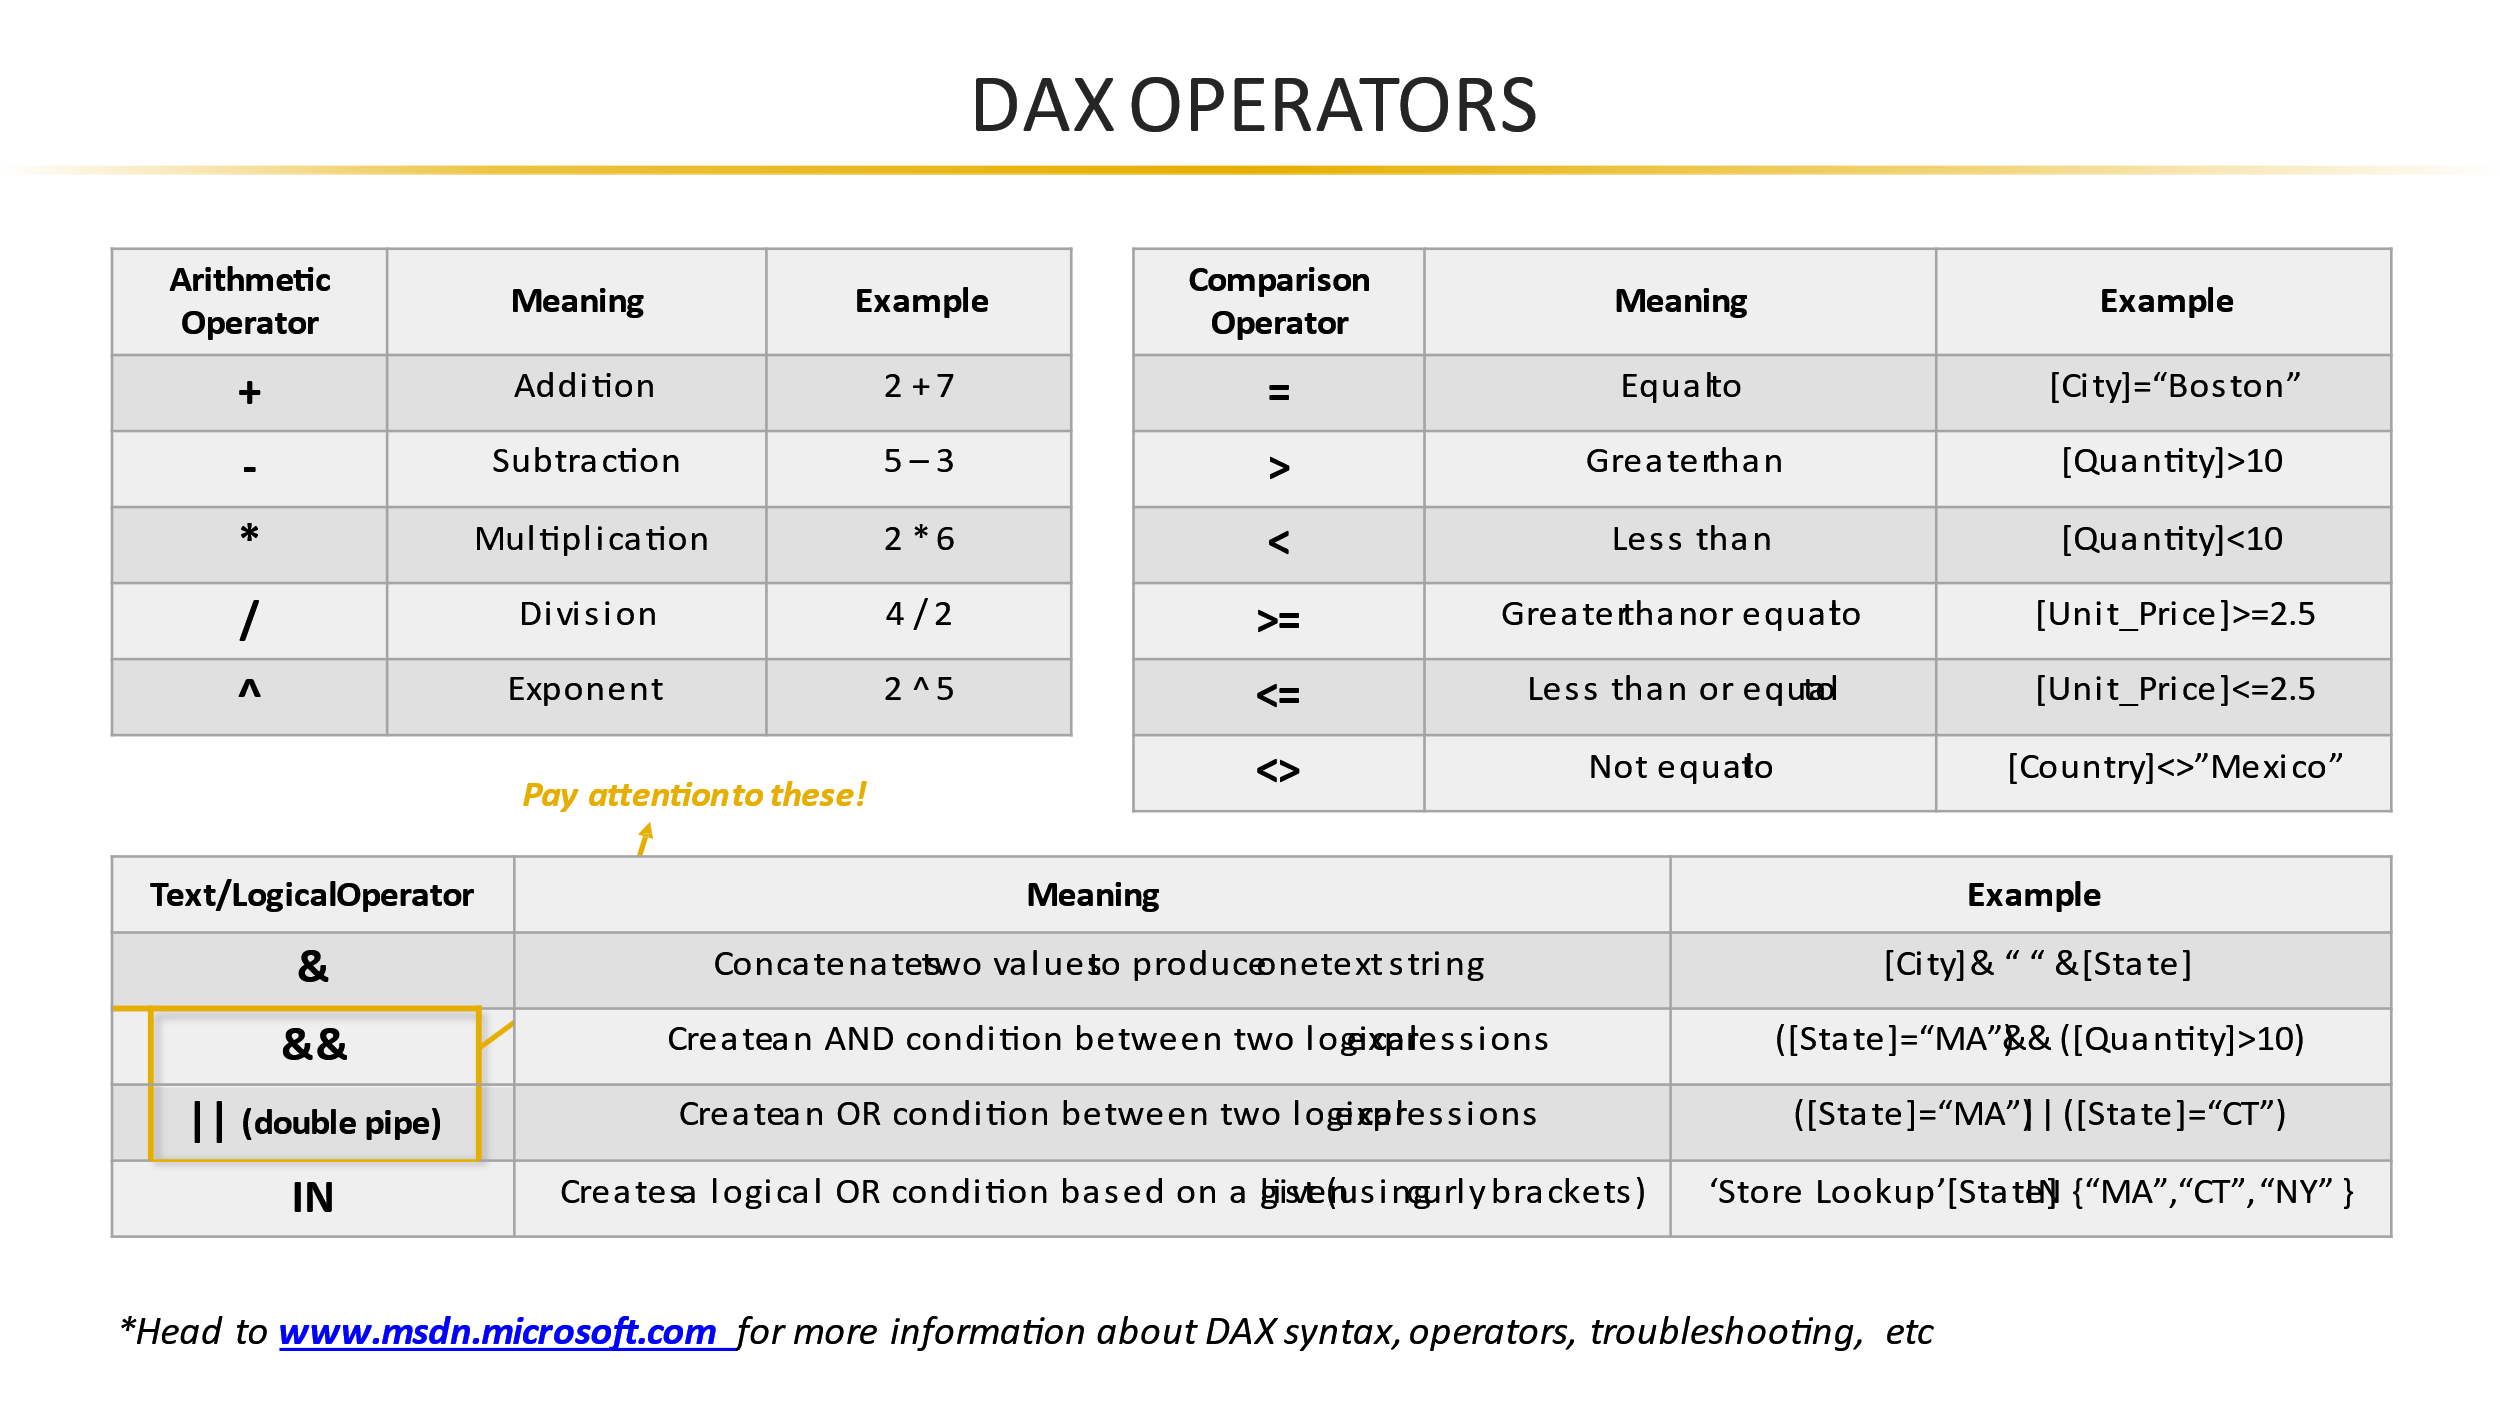 DAX OPERATORS
Arithmetic Operator Meaning Example
+ Addition 2 + 7
- Subtraction 5 – 3
* Multiplication 2 * 6
/ Division 4 / 2
^ Exponent 2 ^ 5
Comparison Operator Meaning Example
= Equal to [City]=“Boston”
> Greater than [Quantity]>10
< Less than [Quantity]<10
>= Greater than or equal to [Unit_Price]>=2.5
<= Less than or equal to [Unit_Price]<=2.5
<> Not equal to [Country]<>”Mexico”
Pay attention to these!
Text/Logical Operator Meaning Example
& Concatenates two values to produce one text string [City] & “ “ & [State]
&& Create an AND condition between two logical expressions ([State]=“MA”) && ([Quantity]>10)
|| (double pipe) Create an OR condition between two logical expressions ([State]=“MA”) || ([State]=“CT”)
IN Creates a logical OR condition based on a given list (using curly brackets) ‘Store Lookup’[State] IN {“MA”, “CT”, “NY” }
*Head to www.msdn.microsoft.com for more information about DAX syntax, operators, troubleshooting, etc